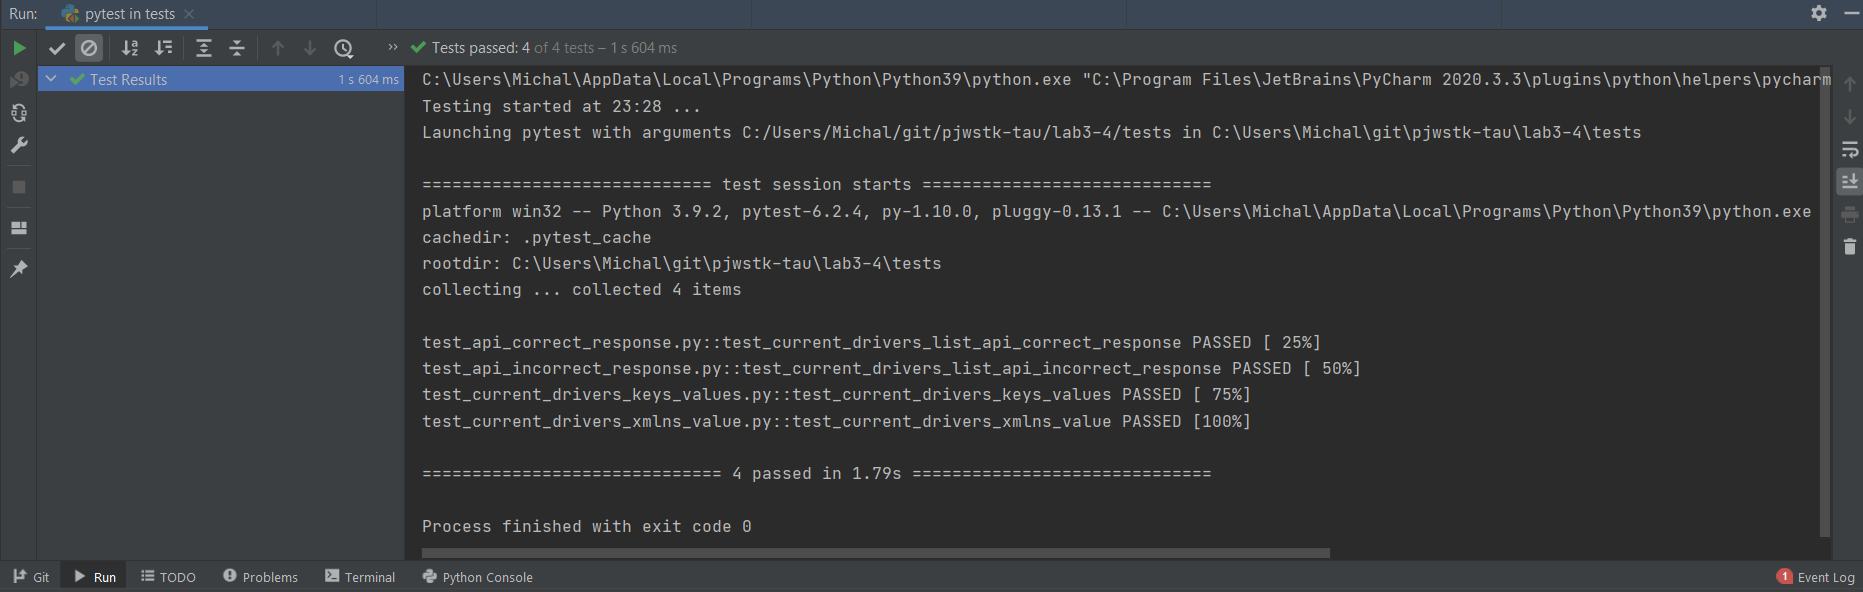 Run: pytest in tests
Tests passed: 4 of 4 tests – 1 s 604 ms
Test Results 1 s 604 ms
C:\Users\Michal\AppData\Local\Programs\Python\Python39\python.exe "C:\Program Files\JetBrains\PyCharm 2020.3.3\plugins\python\helpers\pycharm
Testing started at 23:28 ...
Launching pytest with arguments C:/Users/Michal/git/pjwstk-tau/lab3-4/tests in C:\Users\Michal\git\pjwstk-tau\lab3-4\tests
============================= test session starts =============================
platform win32 -- Python 3.9.2, pytest-6.2.4, py-1.10.0, pluggy-0.13.1 -- C:\Users\Michal\AppData\Local\Programs\Python\Python39\python.exe
cachedir: .pytest_cache
rootdir: C:\Users\Michal\git\pjwstk-tau\lab3-4\tests
collecting ... collected 4 items
test_api_correct_response.py::test_current_drivers_list_api_correct_response PASSED [ 25%]
test_api_incorrect_response.py::test_current_drivers_list_api_incorrect_response PASSED [ 50%]
test_current_drivers_keys_values.py::test_current_drivers_keys_values PASSED [ 75%]
test_current_drivers_xmlns_value.py::test_current_drivers_xmlns_value PASSED [100%]
============================== 4 passed in 1.79s ==============================
Process finished with exit code 0
Git Run TODO Problems Terminal Python Console 1 Event Log